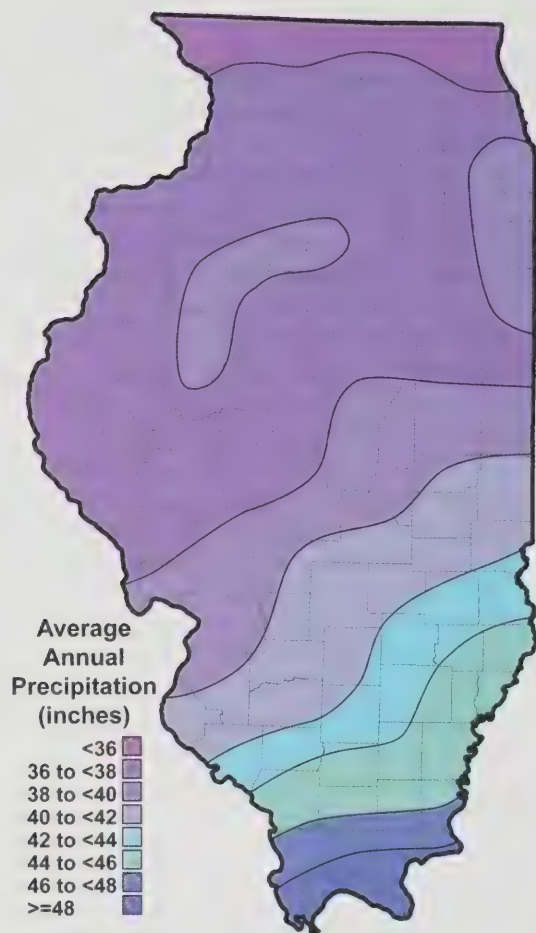 Average
Annual
Precipitation
(inches)
<36
36 to <38
38 to <40
40 to <42
42 to <44
44 to <46
46 to <48
>=48